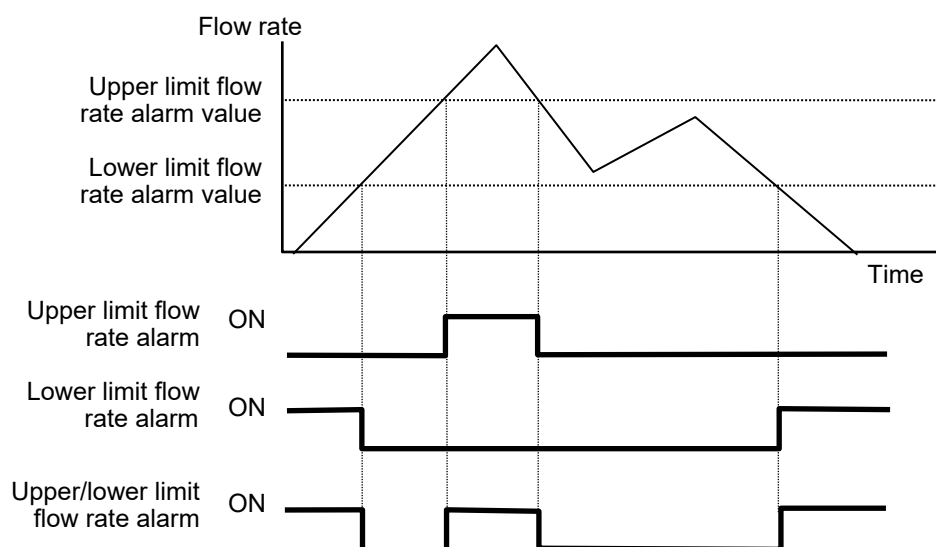 Flow rate
Upper limit flow
rate alarm value
Lower limit flow
rate alarm value
Time
Upper limit flow
rate alarm
ON
Lower limit flow
rate alarm
ON
Upper/lower limit
flow rate alarm
ON